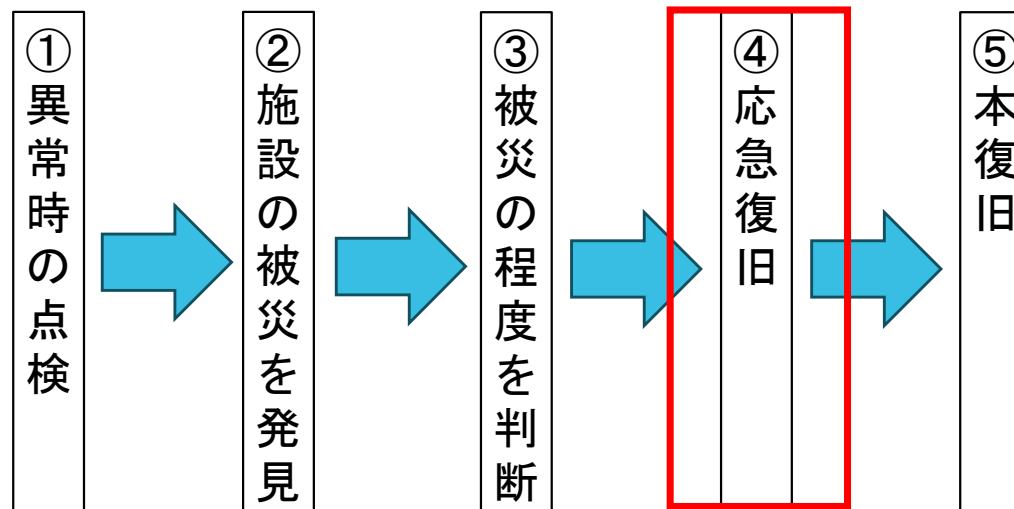 ①異常時の点検
②施設の被災を発見
③被災の程度を判断
④応急復旧
⑤本復旧